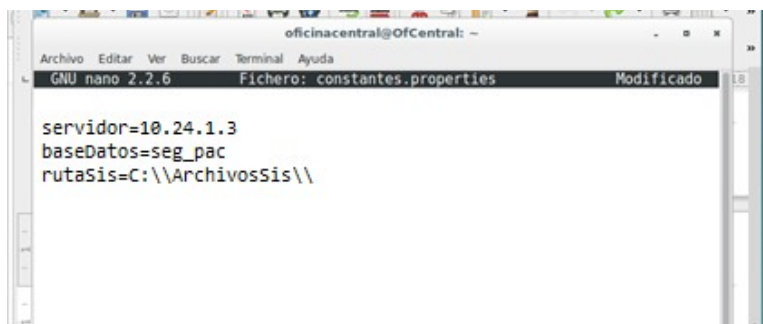 oficinacentral@OfCentral: ~
Archivo Editar Ver Buscar Terminal Ayuda
GNU nano 2.2.6 Fichero: constantes.properties Modificado
18
servidor=10.24.1.3
baseDatos=seg_pac
rutaSis=C:\\ArchivosSis\\